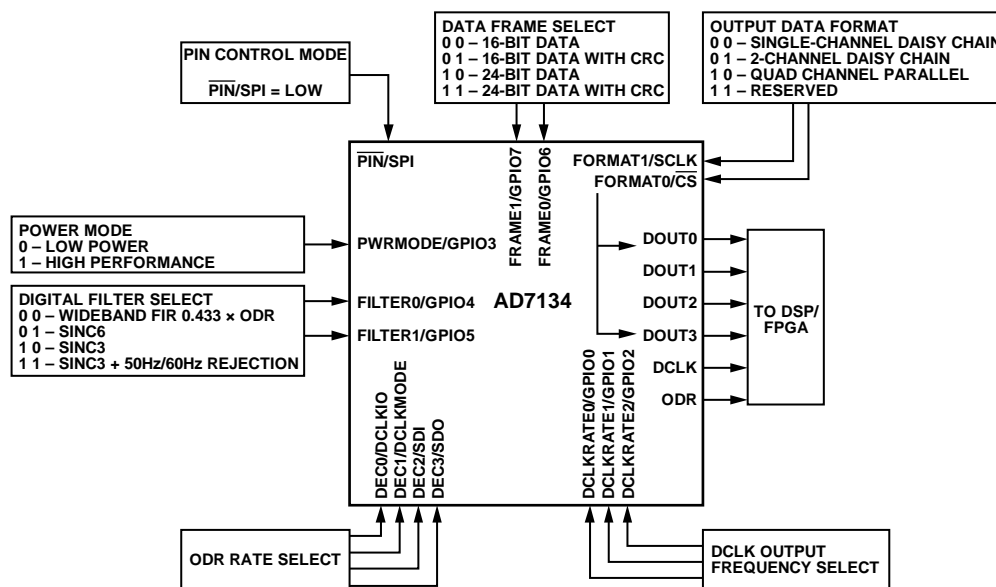 DATA FRAME SELECT
0 0 – 16-BIT DATA
0 1 – 16-BIT DATA WITH CRC
1 0 – 24-BIT DATA
1 1 – 24-BIT DATA WITH CRC
OUTPUT DATA FORMAT
0 0 – SINGLE-CHANNEL DAISY CHAIN
0 1 – 2-CHANNEL DAISY CHAIN
1 0 – QUAD CHANNEL PARALLEL
1 1 – RESERVED
PIN CONTROL MODE
P̅I̅N̅/SPI = LOW
P̅I̅N̅/SPI
FRAME1/GPIO7
FRAME0/GPIO6
FORMAT1/SCLK
FORMAT0/C̅S̅
POWER MODE
0 – LOW POWER
1 – HIGH PERFORMANCE
PWRMODE/GPIO3
DIGITAL FILTER SELECT
0 0 – WIDEBAND FIR 0.433 × ODR
0 1 – SINC6
1 0 – SINC3
1 1 – SINC3 + 50Hz/60Hz REJECTION
FILTER0/GPIO4
FILTER1/GPIO5
AD7134
DOUT0
DOUT1
DOUT2
DOUT3
DCLK
ODR
TO DSP/
FPGA
DEC0/DCLKIO
DEC1/DCLKMODE
DEC2/SDI
DEC3/SDO
DCLKRATE0/GPIO0
DCLKRATE1/GPIO1
DCLKRATE2/GPIO2
ODR RATE SELECT
DCLK OUTPUT
FREQUENCY SELECT